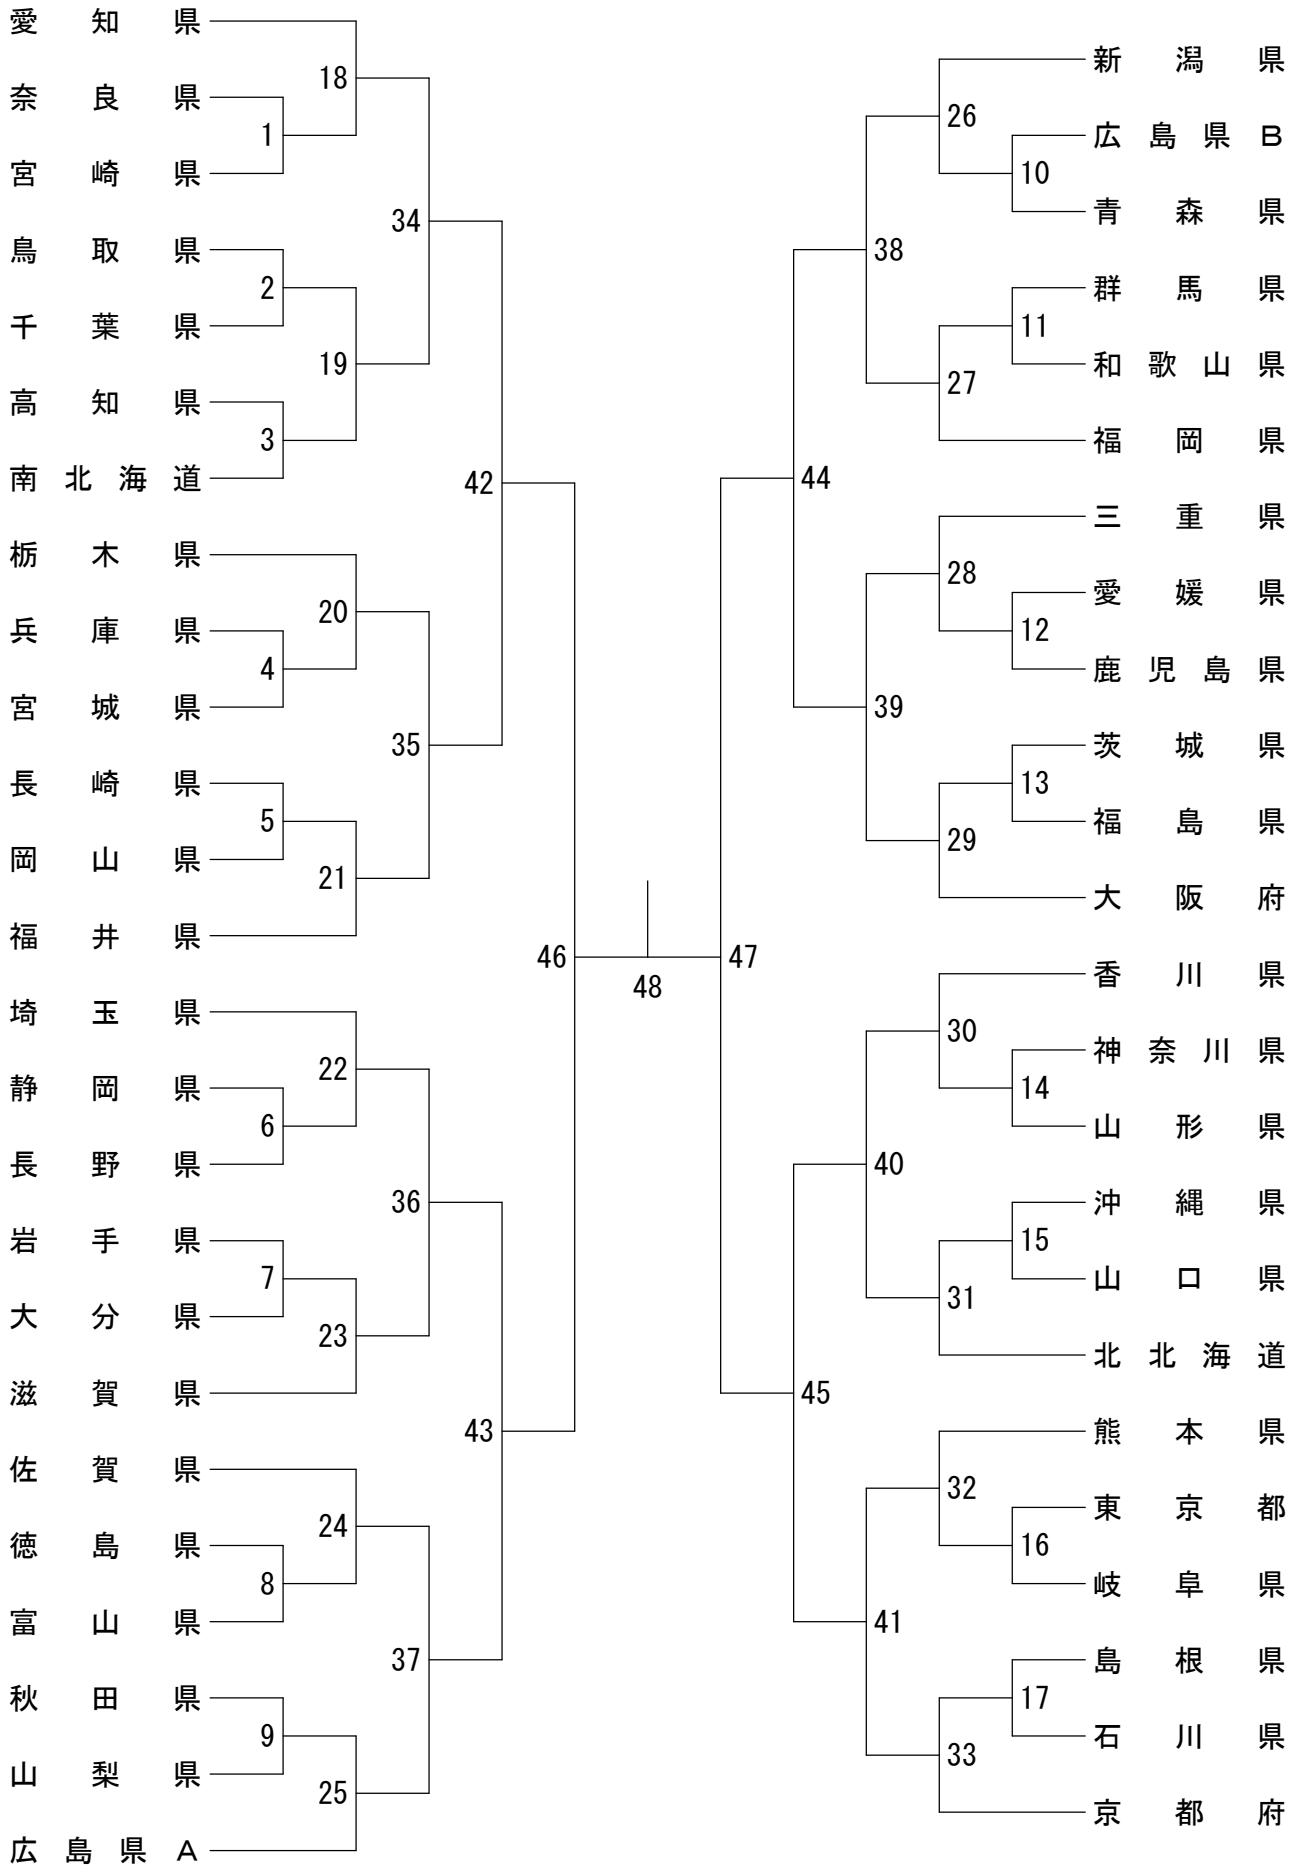 愛知県
奈良県
宮崎県
鳥取県
千葉県
高知県
南北海道
栃木県
兵庫県
宮城県
長崎県
岡山県
福井県
埼玉県
静岡県
長野県
岩手県
大分県
滋賀県
佐賀県
徳島県
富山県
秋田県
山梨県
広島県A
1
2
3
4
5
6
7
8
9
18
19
20
21
22
23
24
25
34
35
36
37
42
43
46
48
47
44
45
38
39
40
41
26
27
28
29
30
31
32
33
10
11
12
13
14
15
16
17
新潟県
広島県B
青森県
群馬県
和歌山県
福岡県
三重県
愛媛県
鹿児島県
茨城県
福島県
大阪府
香川県
神奈川県
山形県
沖縄県
山口県
北北海道
熊本県
東京都
岐阜県
島根県
石川県
京都府